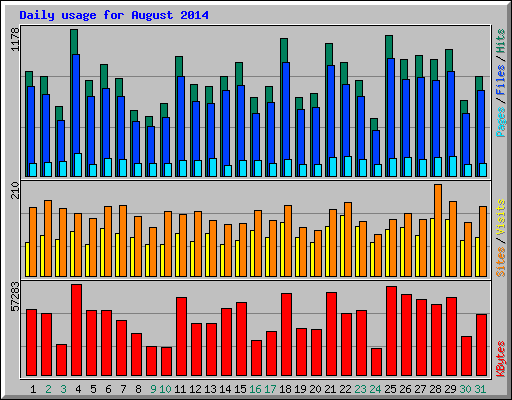 Daily usage for August 2014
1178
Pages / Files / Hits
210
Sites / Visits
57283
KBytes
1 2 3 4 5 6 7 8 9 10 11 12 13 14 15 16 17 18 19 20 21 22 23 24 25 26 27 28 29 30 31